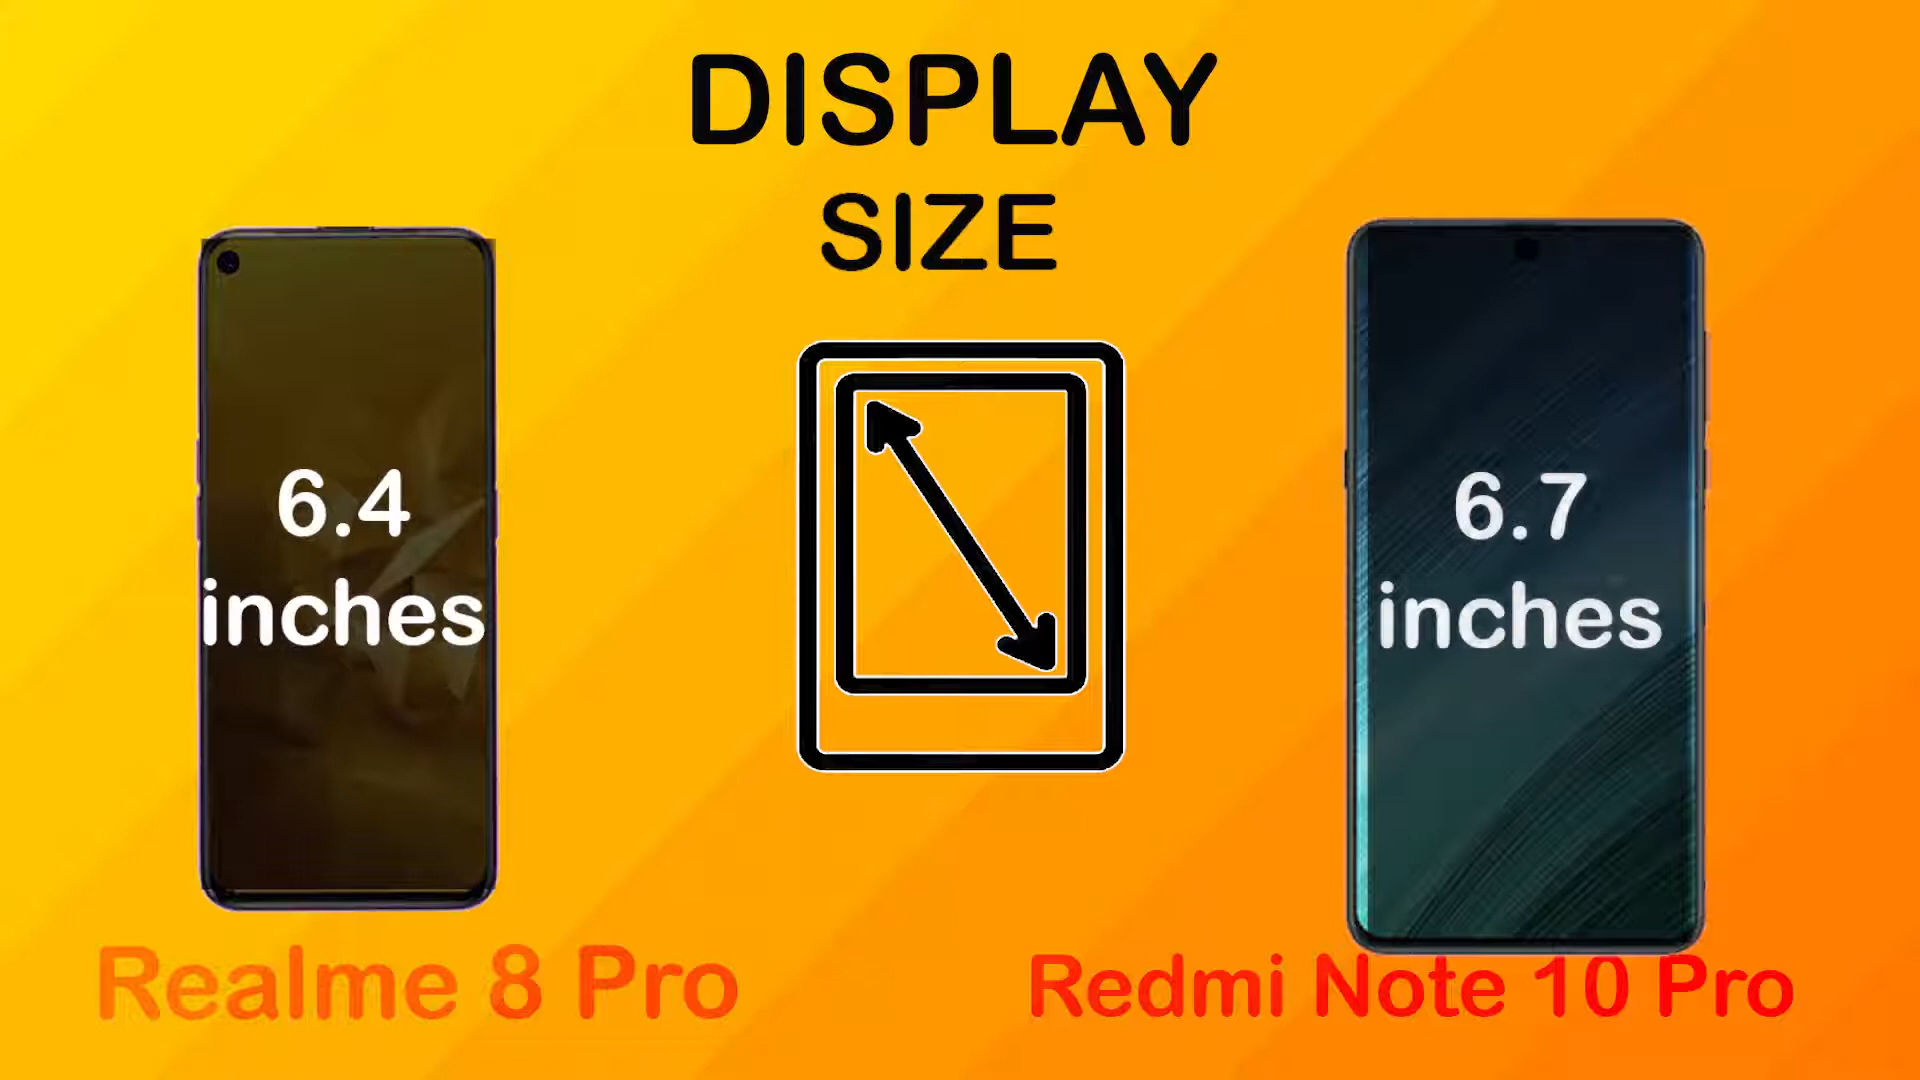 DISPLAY
SIZE
6.4
inches
6.7
inches
Realme 8 Pro
Redmi Note 10 Pro